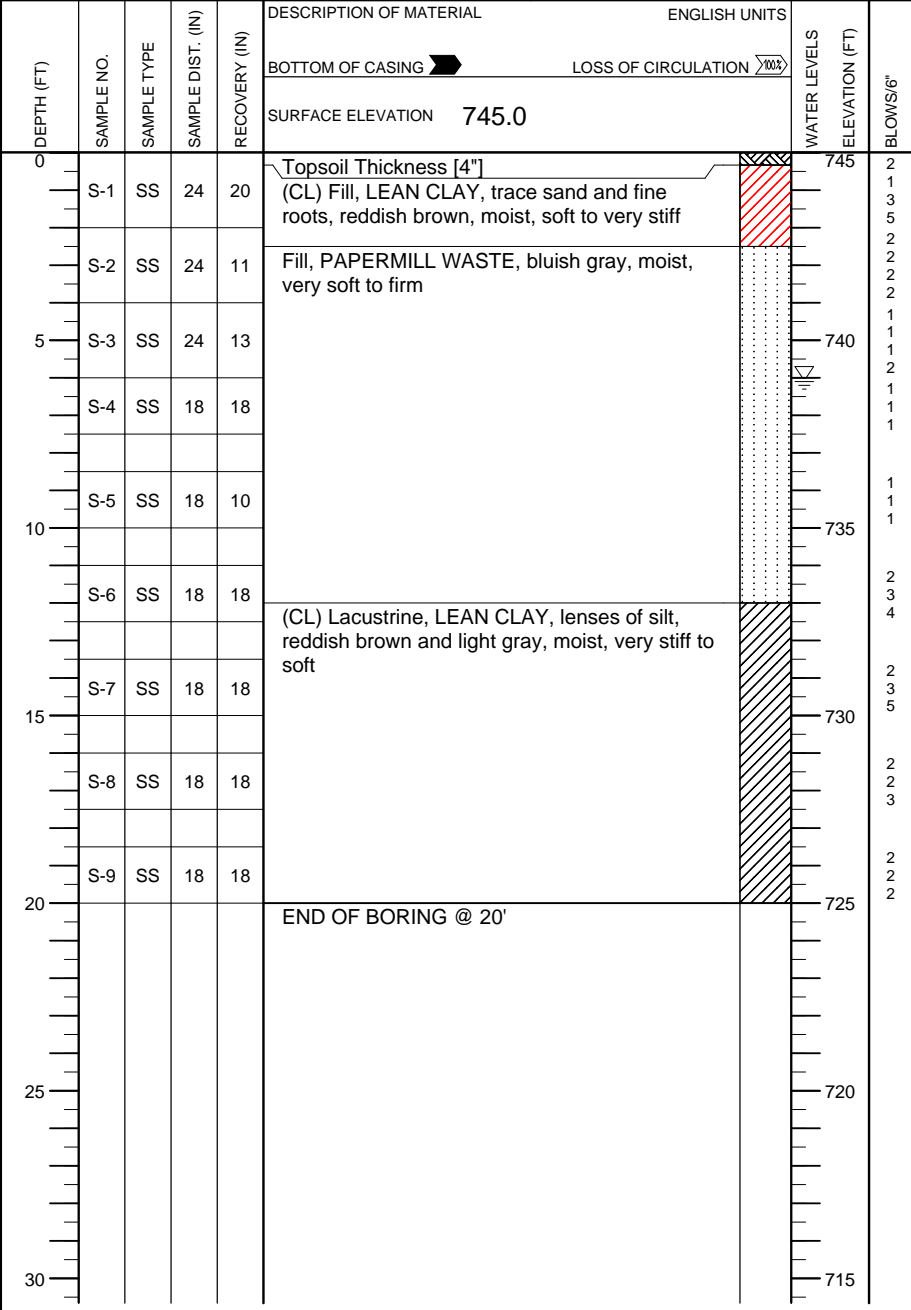 DEPTH (FT)
SAMPLE NO.
SAMPLE TYPE
SAMPLE DIST. (IN)
RECOVERY (IN)
DESCRIPTION OF MATERIAL ENGLISH UNITS
BOTTOM OF CASING LOSS OF CIRCULATION 100%
SURFACE ELEVATION 745.0
WATER LEVELS
ELEVATION (FT)
BLOWS/6"
0 745
Topsoil Thickness [4"]
S-1 SS 24 20
(CL) Fill, LEAN CLAY, trace sand and fine
roots, reddish brown, moist, soft to very stiff
2
1
3
5
S-2 SS 24 11
Fill, PAPERMILL WASTE, bluish gray, moist,
very soft to firm
2
2
2
2
5 S-3 SS 24 13 740
1
1
1
2
S-4 SS 18 18
1
1
1
S-5 SS 18 10
1
1
1
10 735
S-6 SS 18 18
2
3
4
(CL) Lacustrine, LEAN CLAY, lenses of silt,
reddish brown and light gray, moist, very stiff to
soft
S-7 SS 18 18
2
3
5
15 730
S-8 SS 18 18
2
2
3
S-9 SS 18 18
2
2
2
20 725
END OF BORING @ 20'
25 720
30 715